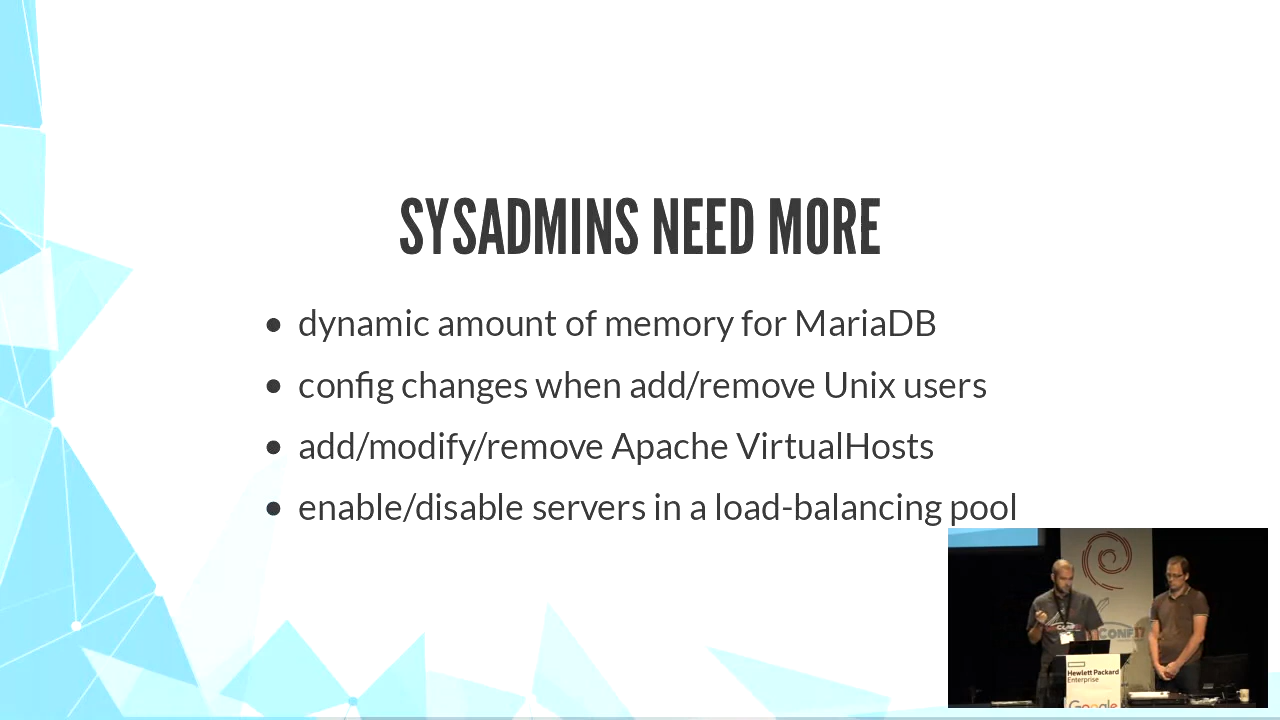 SYSADMINS NEED MORE
• dynamic amount of memory for MariaDB
• config changes when add/remove Unix users
• add/modify/remove Apache VirtualHosts
• enable/disable servers in a load-balancing pool
CONF17
Hewlett Packard
Enterprise
Google